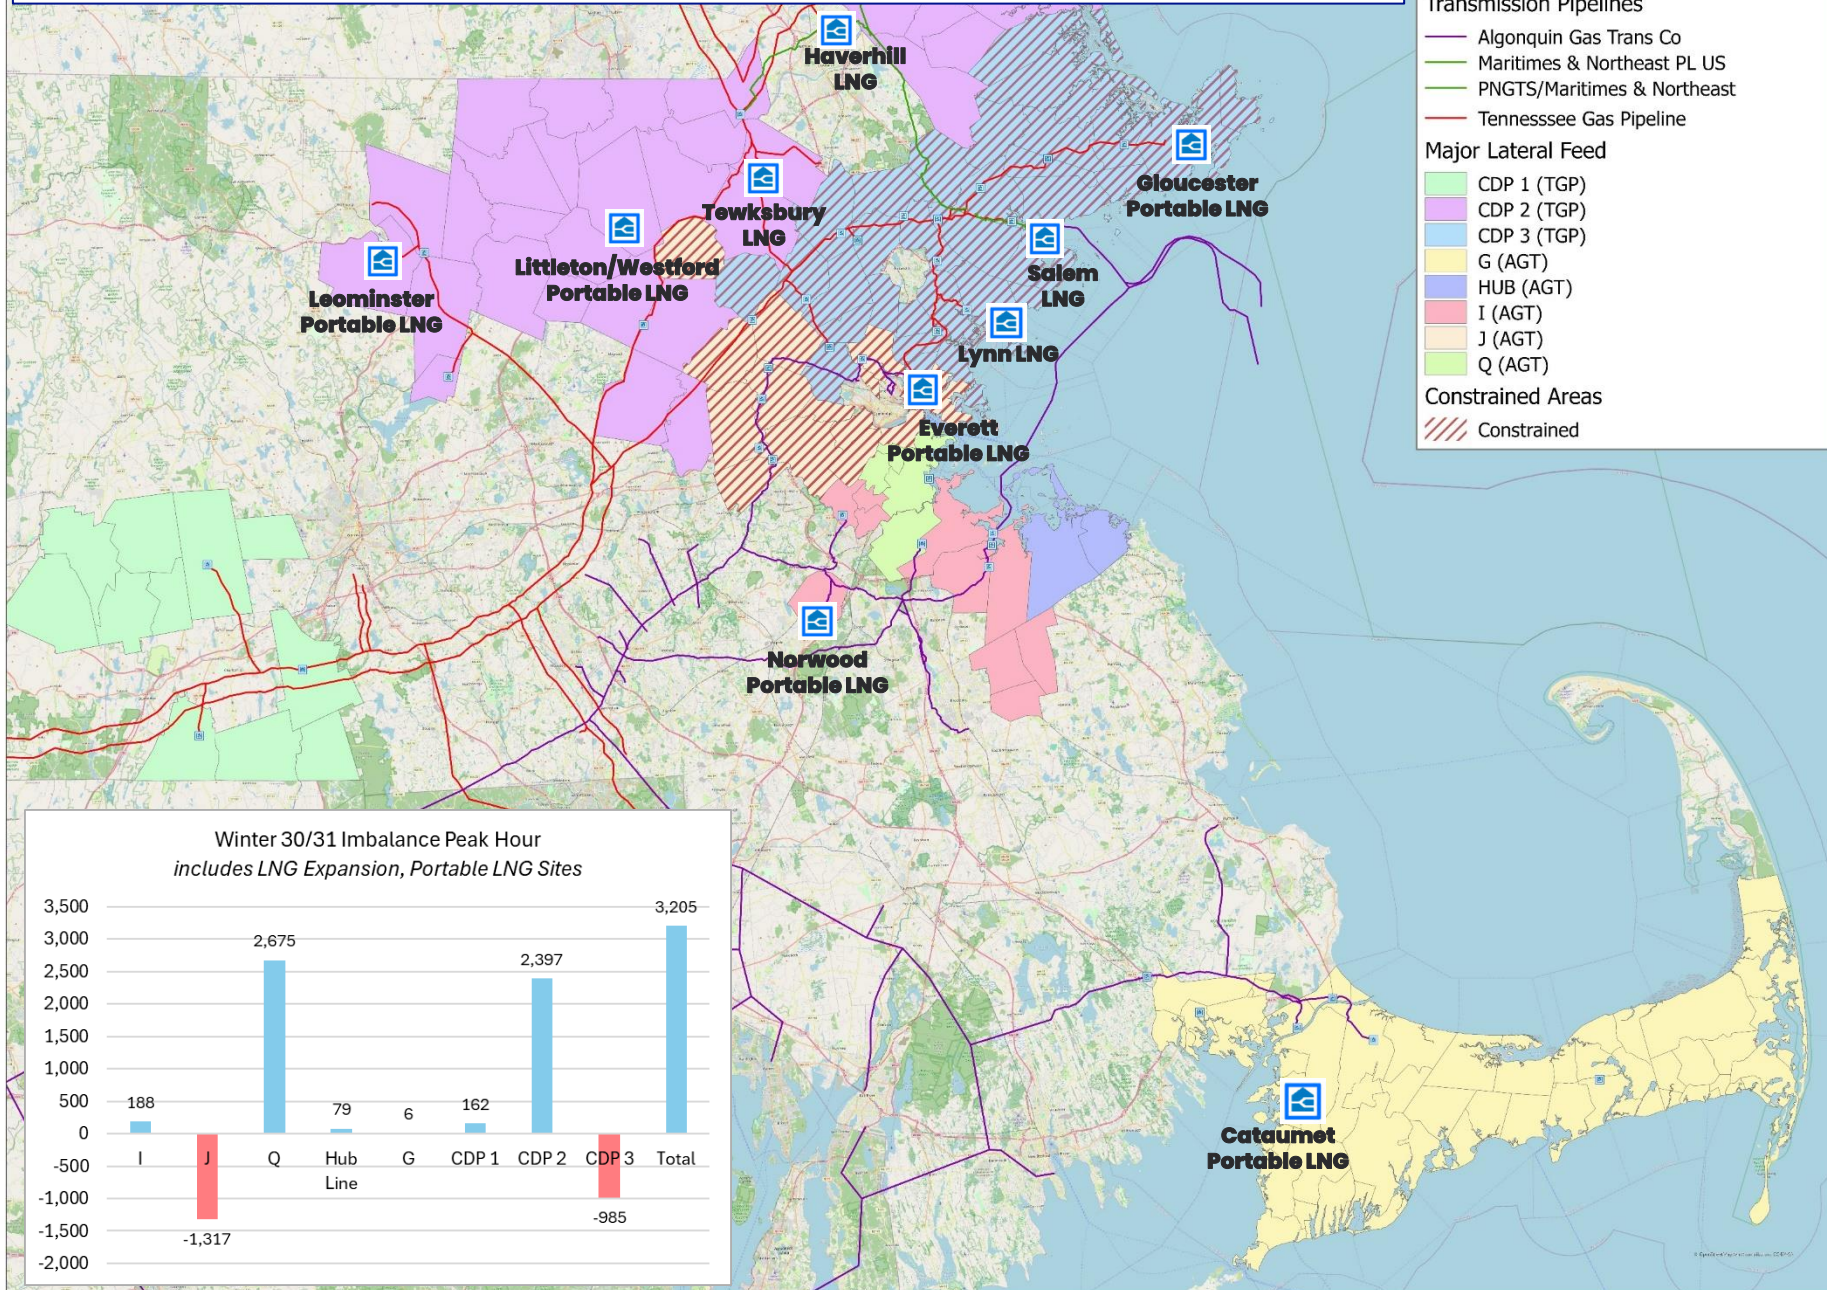 Transmission Pipelines
Algonquin Gas Trans Co
Maritimes & Northeast PL US
PNGTS/Maritimes & Northeast
Tennesssee Gas Pipeline
Major Lateral Feed
CDP 1 (TGP)
CDP 2 (TGP)
CDP 3 (TGP)
G (AGT)
HUB (AGT)
I (AGT)
J (AGT)
Q (AGT)
Constrained Areas
Constrained
Haverhill
LNG
Gloucester
Portable LNG
Tewksbury
LNG
Littleton/Westford
Portable LNG
Leominster
Portable LNG
Salem
LNG
Lynn LNG
Everett
Portable LNG
Norwood
Portable LNG
Cataumet
Portable LNG
Winter 30/31 Imbalance Peak Hour
includes LNG Expansion, Portable LNG Sites
3,500
3,000
2,500
2,000
1,500
1,000
500
0
-500
-1,000
-1,500
-2,000
188
-1,317
2,675
79
6
162
2,397
-985
3,205
I
J
Q
Hub
Line
G
CDP 1
CDP 2
CDP 3
Total